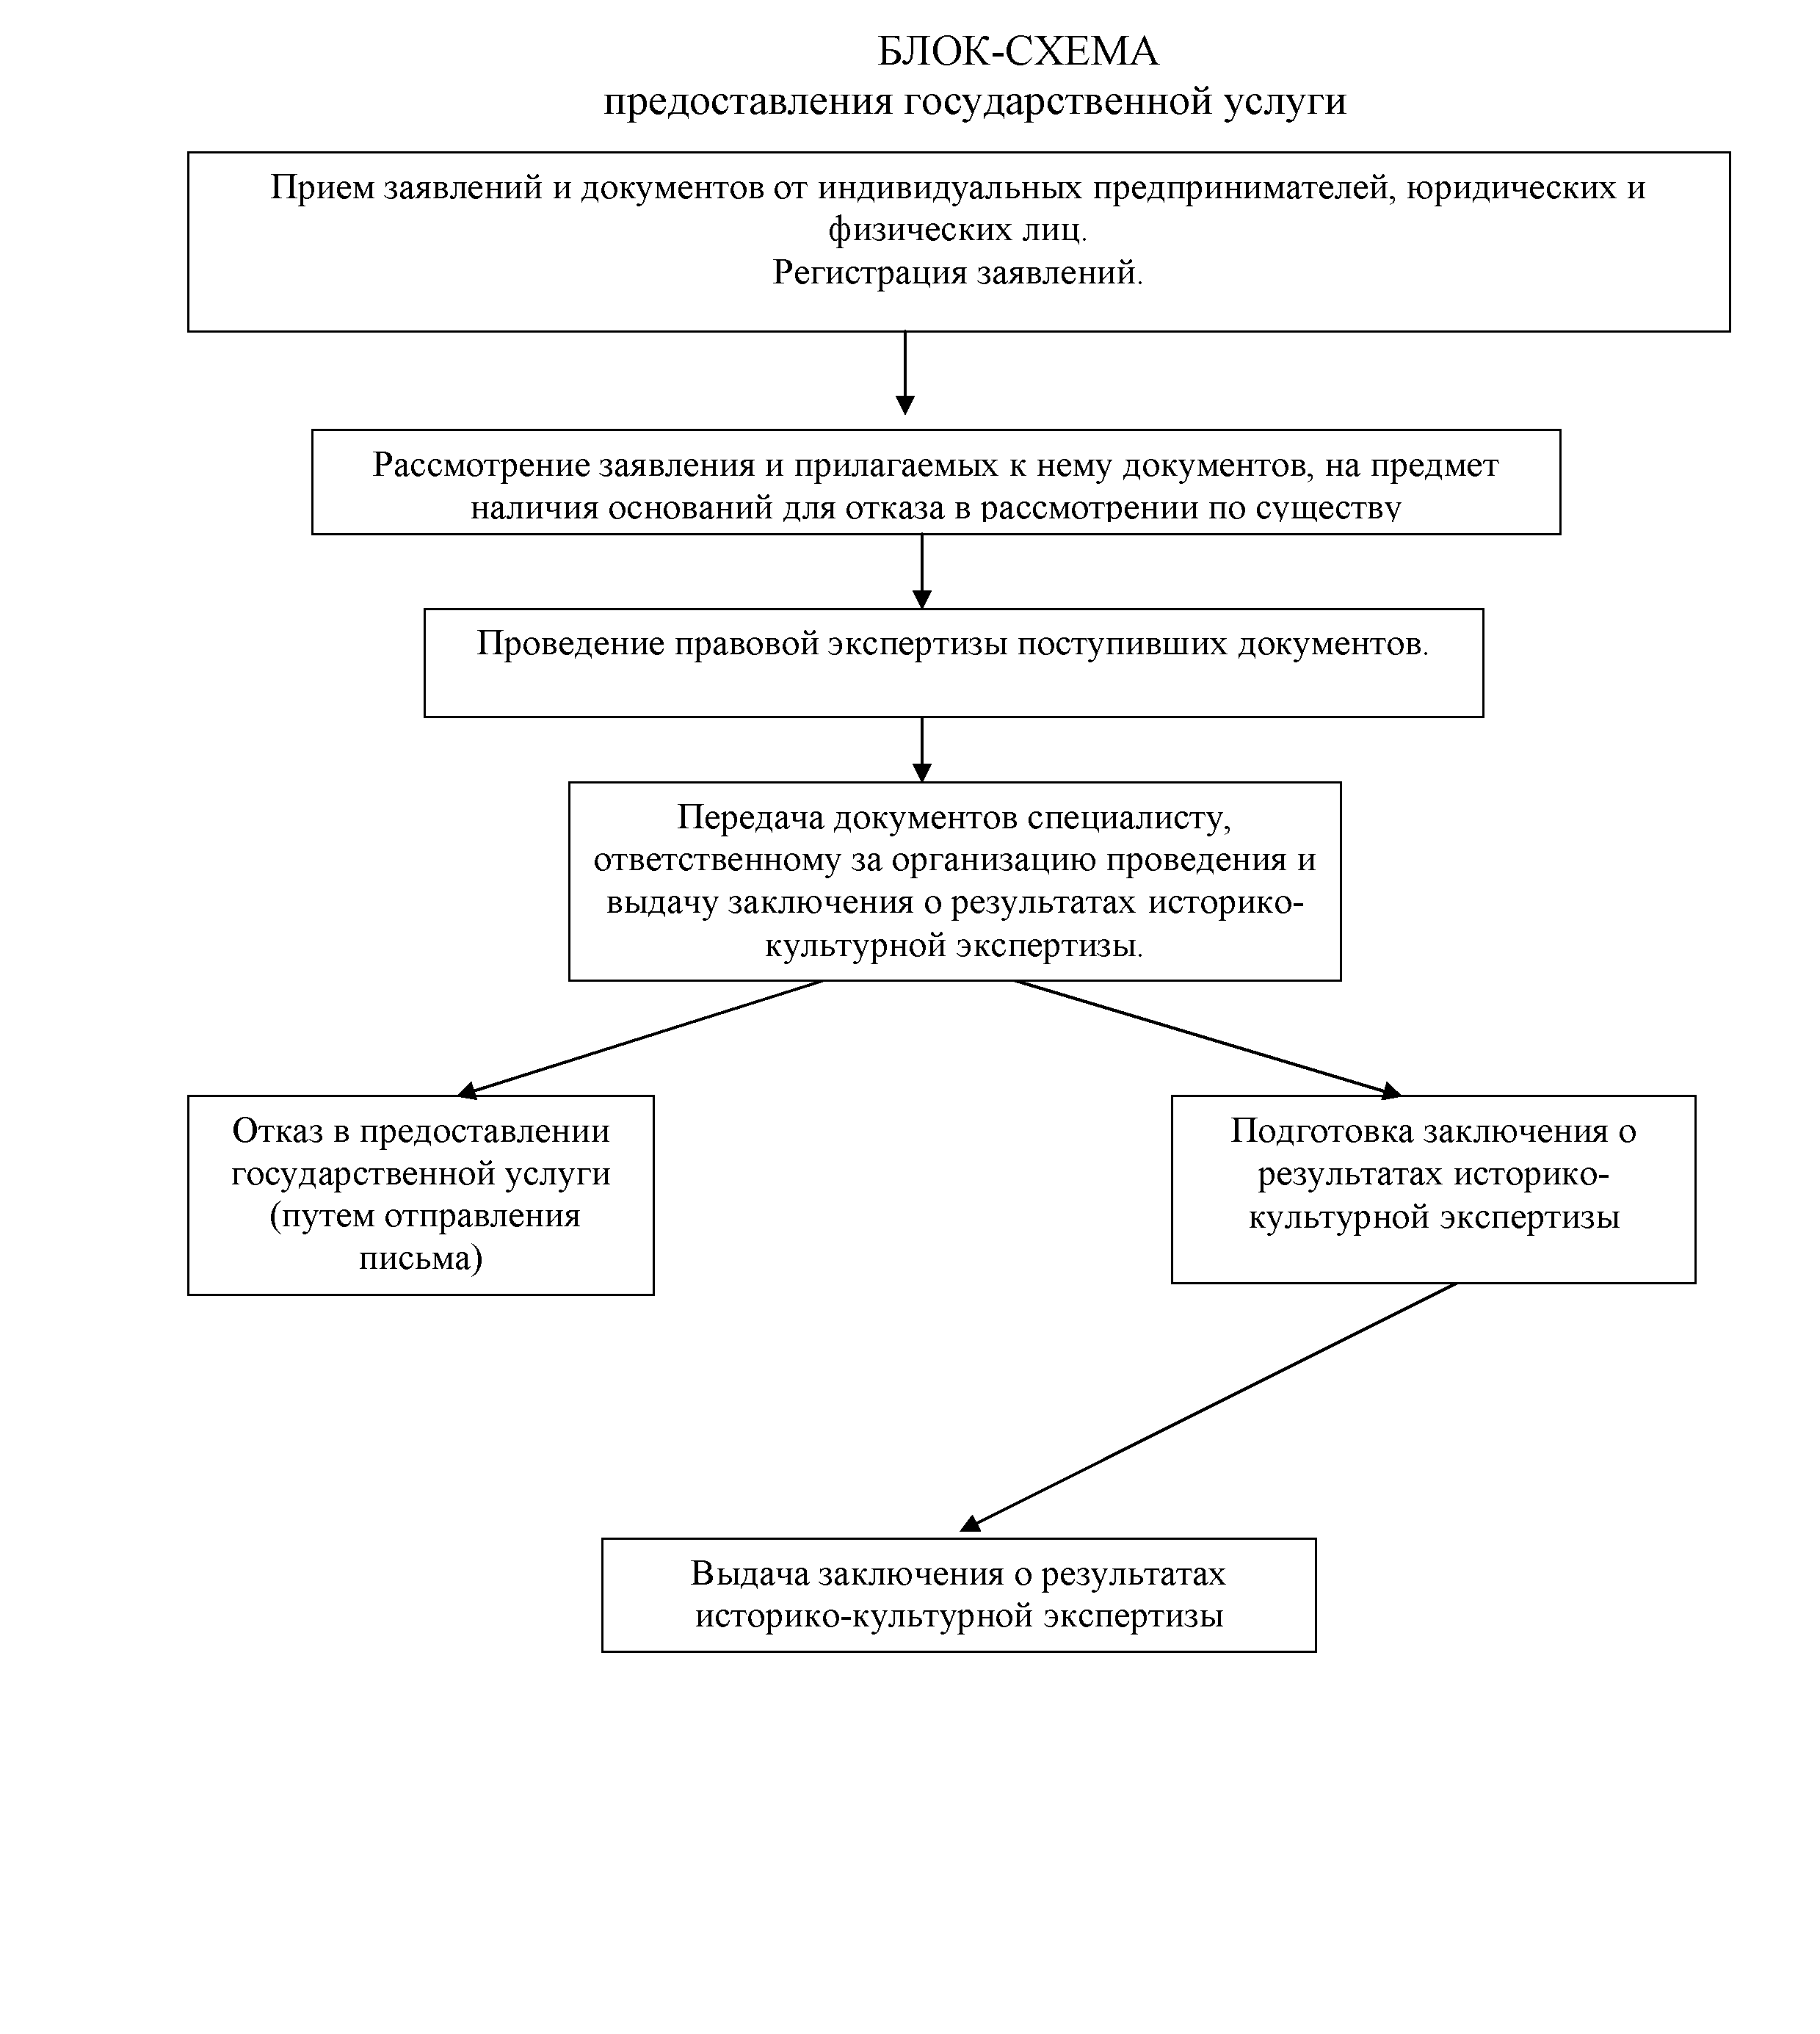 БЛОК-СХЕМА
предоставления государственной услуги
Прием заявлений и документов от индивидуальных предпринимателей, юридических и
физических лиц.
Регистрация заявлений.
Рассмотрение заявления и прилагаемых к нему документов, на предмет
наличия оснований для отказа в рассмотрении по существу
Проведение правовой экспертизы поступивших документов.
Передача документов специалисту,
ответственному за организацию проведения и
выдачу заключения о результатах историко-
культурной экспертизы.
Отказ в предоставлении
государственной услуги
(путем отправления
письма)
Подготовка заключения о
результатах историко-
культурной экспертизы
Выдача заключения о результатах
историко-культурной экспертизы